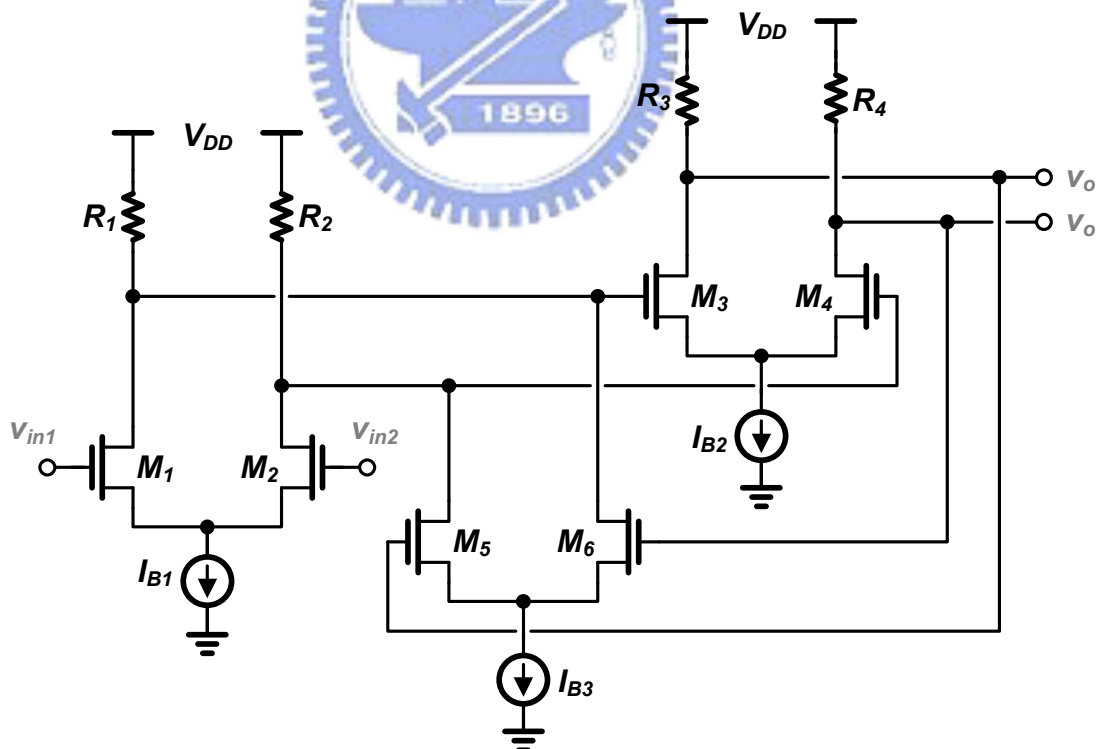 1896
V_DD
R_3
R_4
V_DD
R_1
R_2
v_o
v_o
M_3
M_4
v_in1
v_in2
M_1
M_2
I_B2
M_5
M_6
I_B1
I_B3